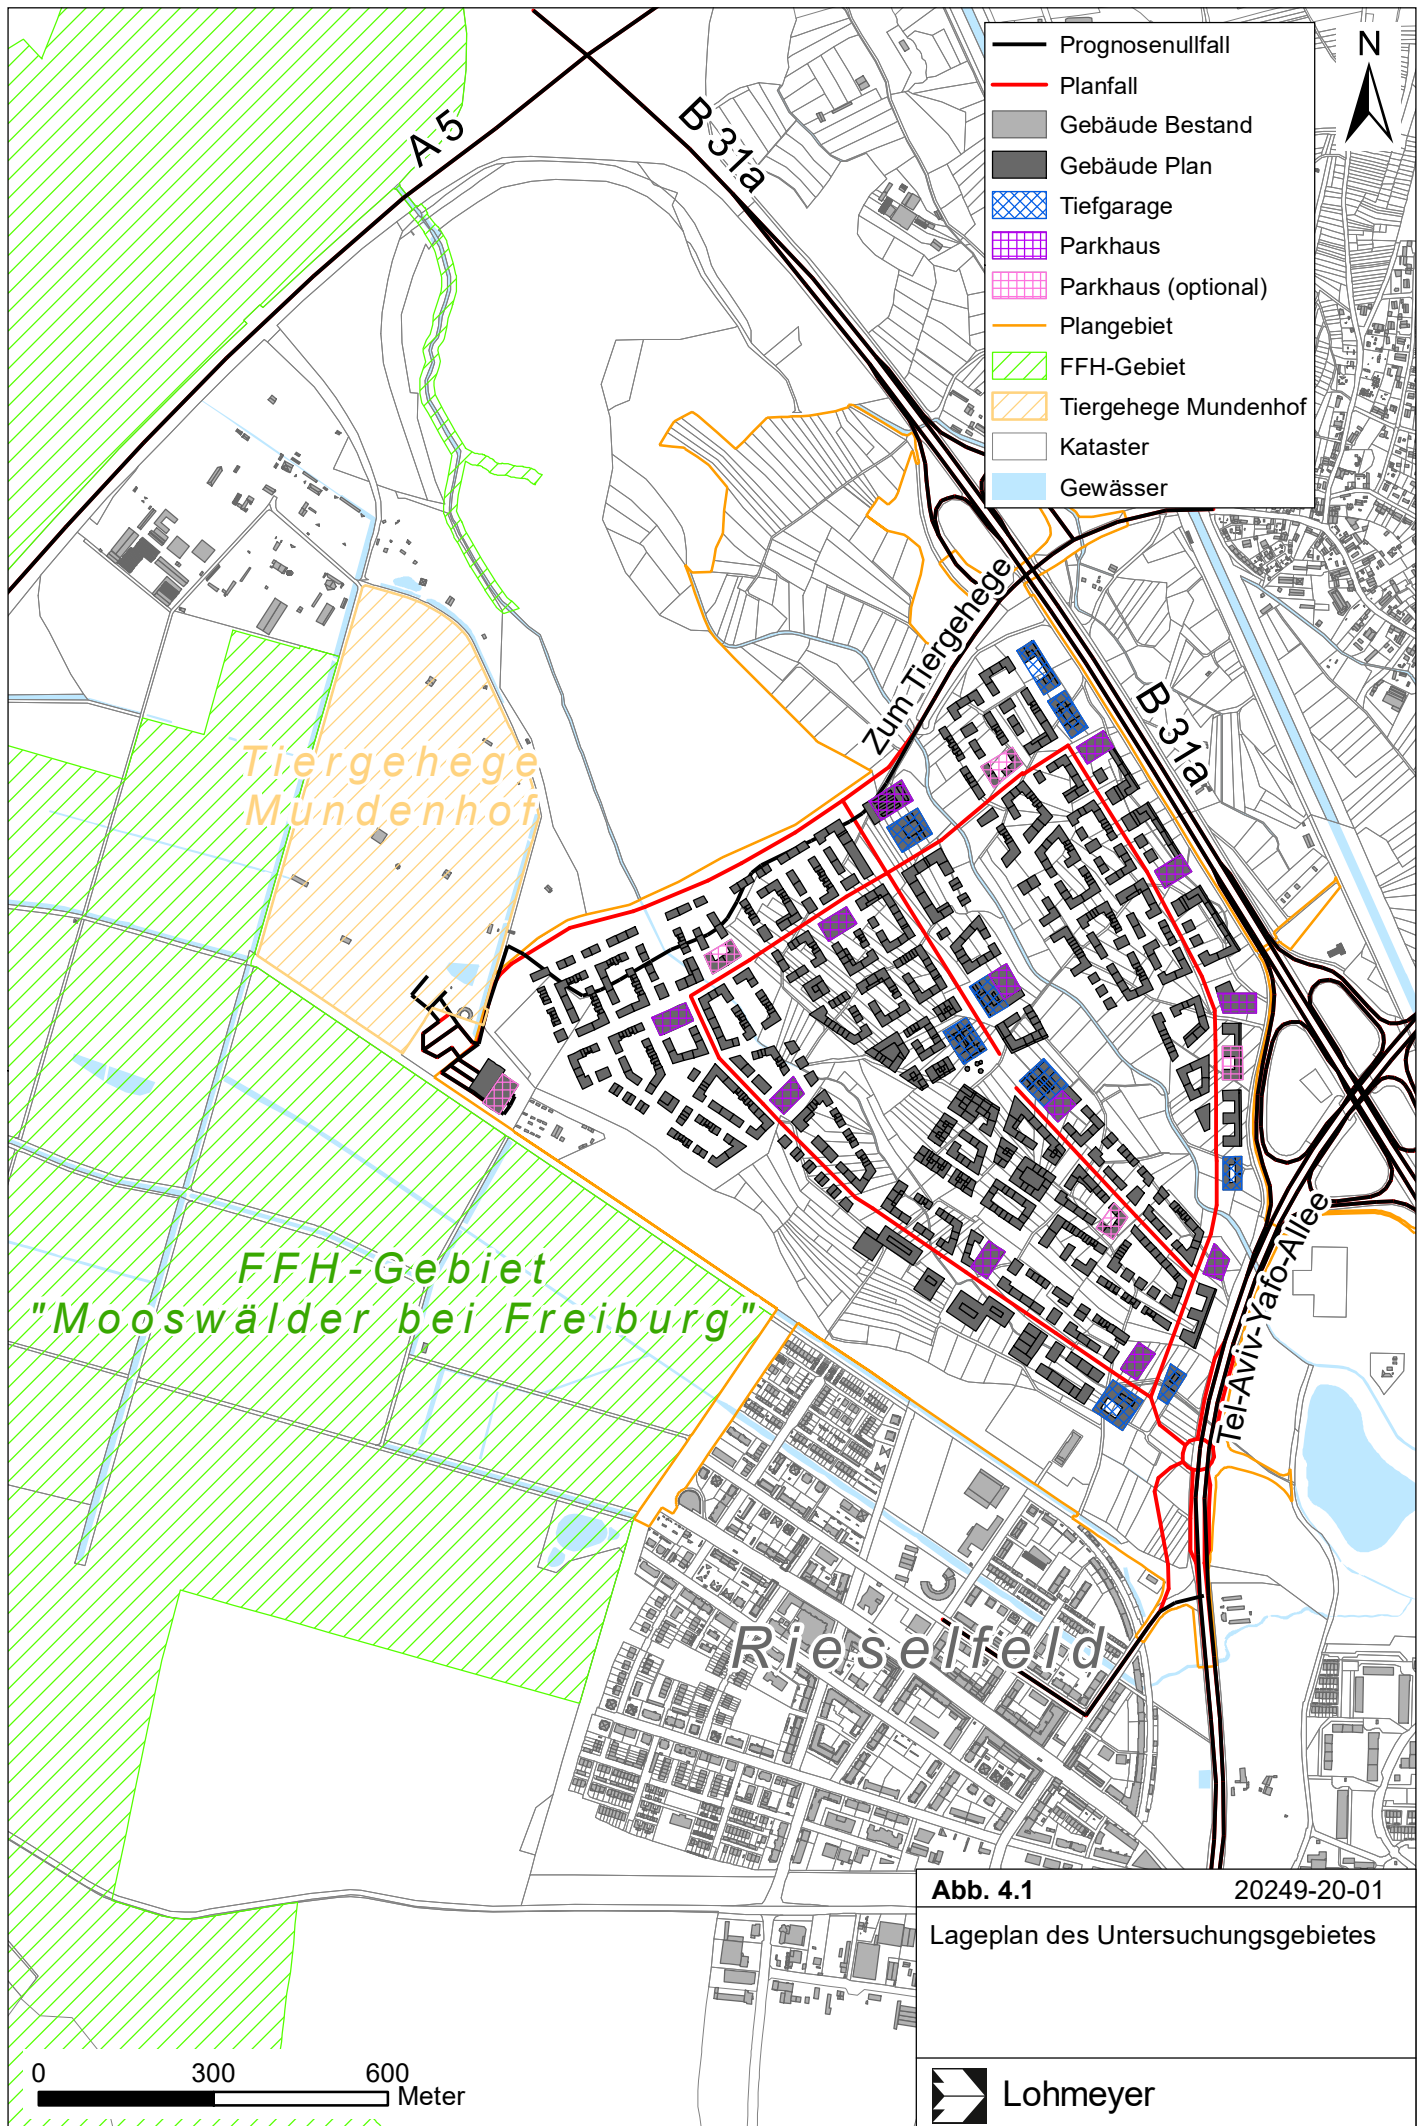 Prognosenullfall
Planfall
Gebäude Bestand
Gebäude Plan
Tiefgarage
Parkhaus
Parkhaus (optional)
Plangebiet
FFH-Gebiet
Tiergehege Mundenhof
Kataster
Gewässer
N
A 5
B 31a
Zum Tiergehege
B 31a
Tiergehege
Mundenhof
Tel-Aviv-Yafo-Allee
FFH-Gebiet
"Mooswälder bei Freiburg"
Rieselfeld
Abb. 4.1 20249-20-01
Lageplan des Untersuchungsgebietes
Lohmeyer
0 300 600
Meter